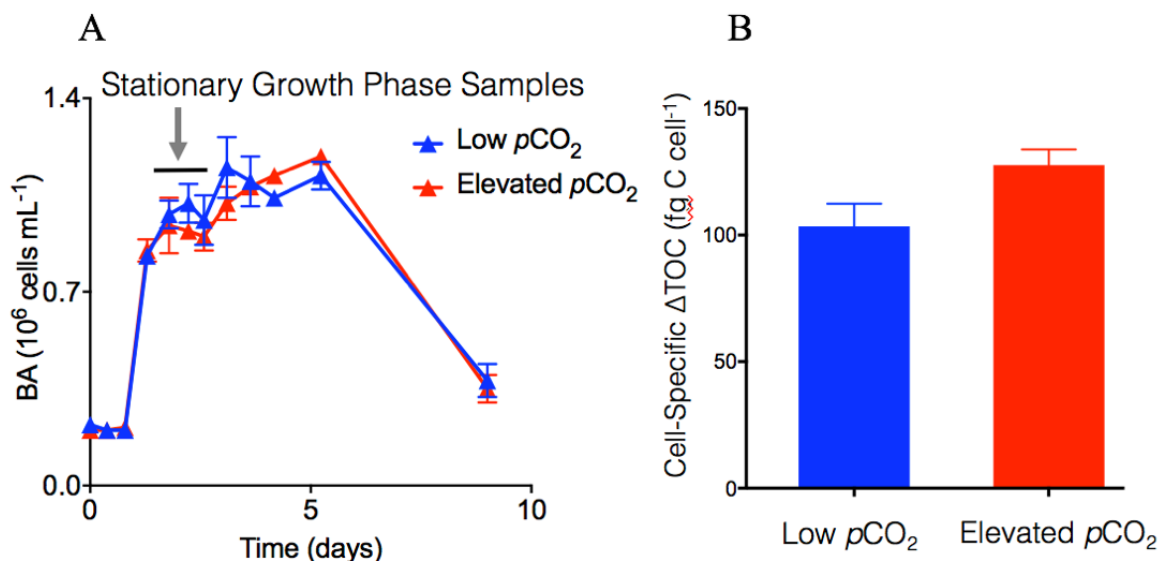 A
Stationary Growth Phase Samples
1.4
Low pCO₂
Elevated pCO₂
0.7
BA (10⁶ cells mL⁻¹)
0.0
0
5
10
Time (days)
B
150
100
50
0
Cell-Specific ΔTOC (fg C cell⁻¹)
Low pCO₂
Elevated pCO₂